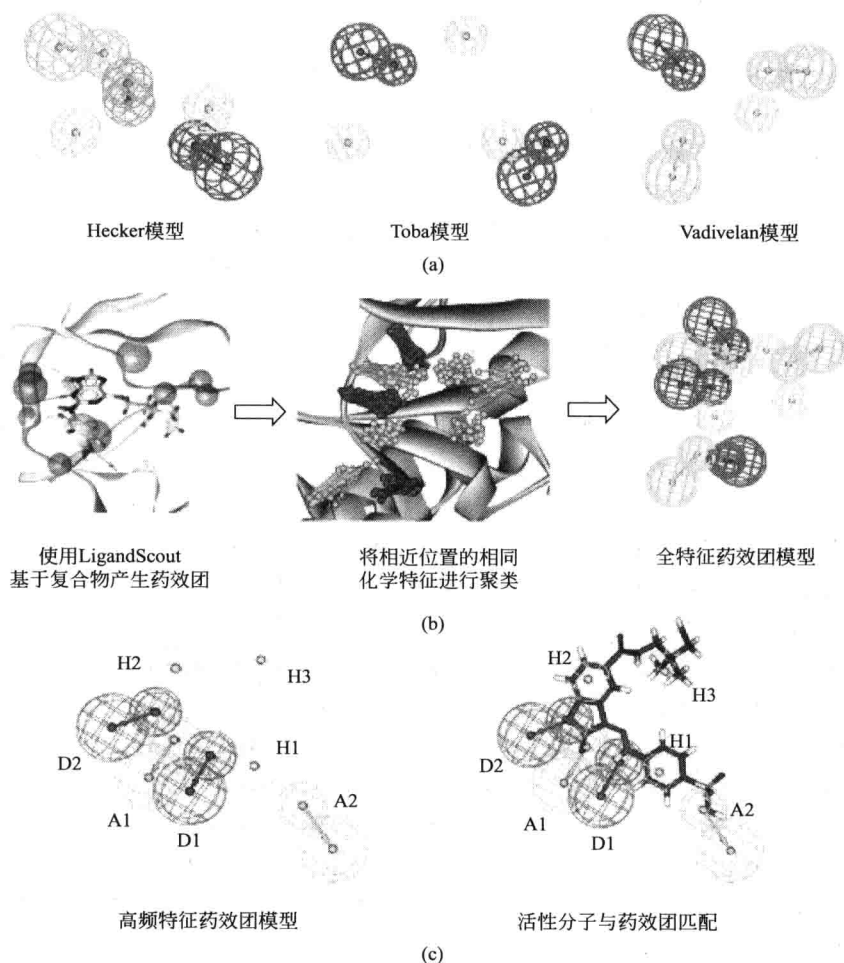 Hecker模型
Toba模型
Vadivelan模型
(a)
使用LigandScout
基于复合物产生药效团
将相近位置的相同
化学特征进行聚类
全特征药效团模型
(b)
H2
H3
D2
H1
A1
A2
D1
H2
H3
D2
H1
A1
A2
D1
高频特征药效团模型
活性分子与药效团匹配
(c)